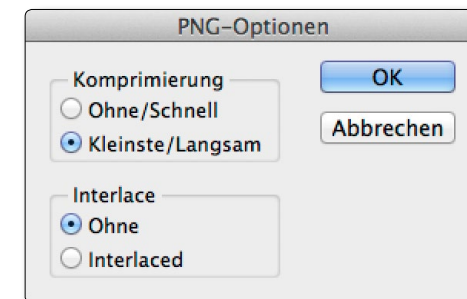 PNG-Optionen
Komprimierung
Ohne/Schnell
Kleinste/Langsam
Interlace
Ohne
Interlaced
OK
Abbrechen